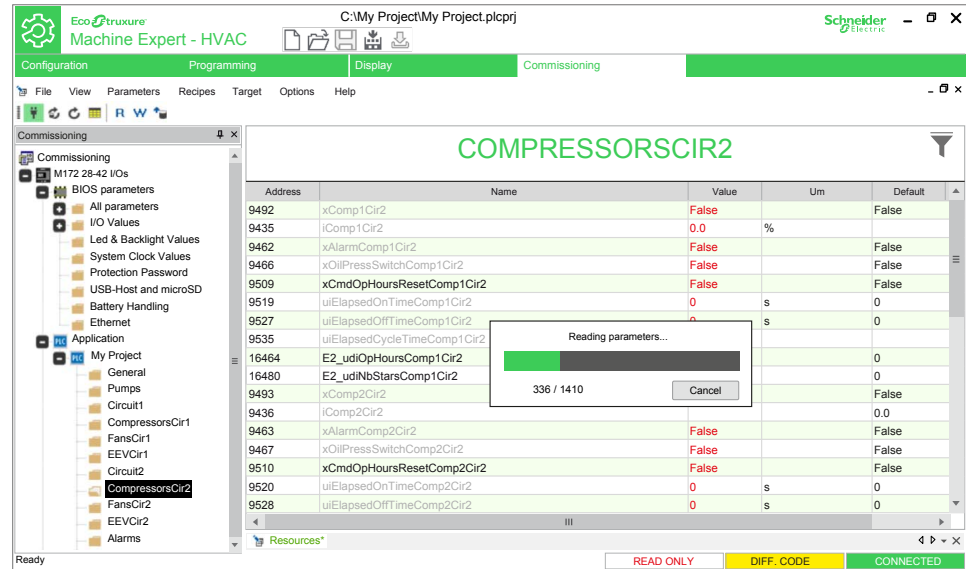 EcoStruxure
Machine Expert - HVAC
C:\My Project\My Project.plcprj
Schneider Electric
Configuration Programming Display Commissioning
File View Parameters Recipes Target Options Help
R W
Commissioning
COMPRESSORSCIR2
Commissioning
M172 28-42 I/Os
BIOS parameters
All parameters
I/O Values
Led & Backlight Values
System Clock Values
Protection Password
USB-Host and microSD
Battery Handling
Ethernet
PLC Application
PLC My Project
General
Pumps
Circuit1
CompressorsCir1
FansCir1
EEVCir1
Circuit2
CompressorsCir2
FansCir2
EEVCir2
Alarms
Address Name Value Um Default
9492 xComp1Cir2 False False
9435 iComp1Cir2 0.0 %
9462 xAlarmComp1Cir2 False False
9466 xOilPressSwitchComp1Cir2 False False
9509 xCmdOpHoursResetComp1Cir2 False False
9519 uiElapsedOnTimeComp1Cir2 0 s 0
9527 uiElapsedOffTimeComp1Cir2 0 s 0
9535 uiElapsedCycleTimeComp1Cir2
16464 E2_udiOpHoursComp1Cir2 0
16480 E2_udiNbStarsComp1Cir2 0
9493 xComp2Cir2 False
9436 iComp2Cir2 0.0
9463 xAlarmComp2Cir2 False False
9467 xOilPressSwitchComp2Cir2 False False
9510 xCmdOpHoursResetComp2Cir2 False False
9520 uiElapsedOnTimeComp2Cir2 0 s 0
9528 uiElapsedOffTimeComp2Cir2 0 s 0
Reading parameters...
336 / 1410 Cancel
Resources*
Ready READ ONLY DIFF. CODE CONNECTED